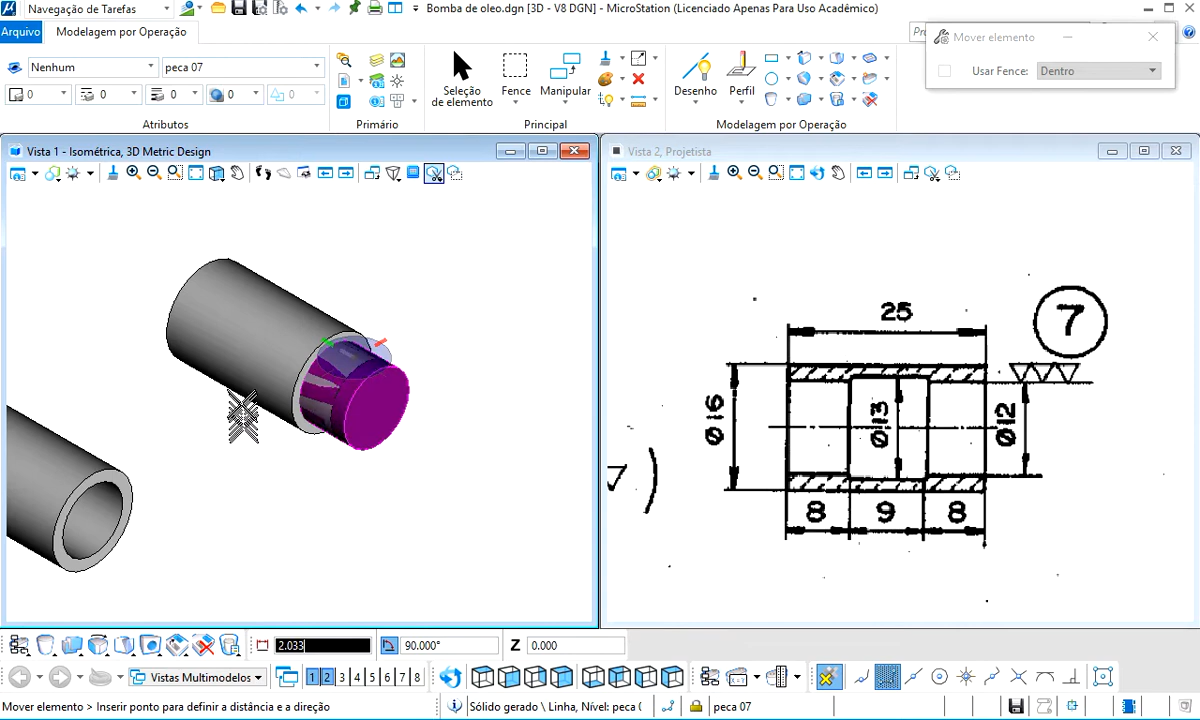 Navegação de Tarefas
Bomba de oleo.dgn [3D - V8 DGN] - MicroStation (Licenciado Apenas Para Uso Acadêmico)
Arquivo
Modelagem por Operação
Mover elemento
Usar Fence:
Dentro
Nenhum
peca 07
0
0
0
0
0
Atributos
Primário
Seleção
de elemento
Fence
Manipular
Principal
Desenho
Perfil
Modelagem por Operação
Vista 1 - Isométrica, 3D Metric Design
Vista 2, Projetista
25
7
Ø16
Ø13
Ø12
8
9
8
2.033
90.000°
Z
0.000
Vistas Multimodelos
1 2 3 4 5 6 7 8
Mover elemento > Inserir ponto para definir a distância e a direção
Sólido gerado \ Linha, Nível: peca
peca 07